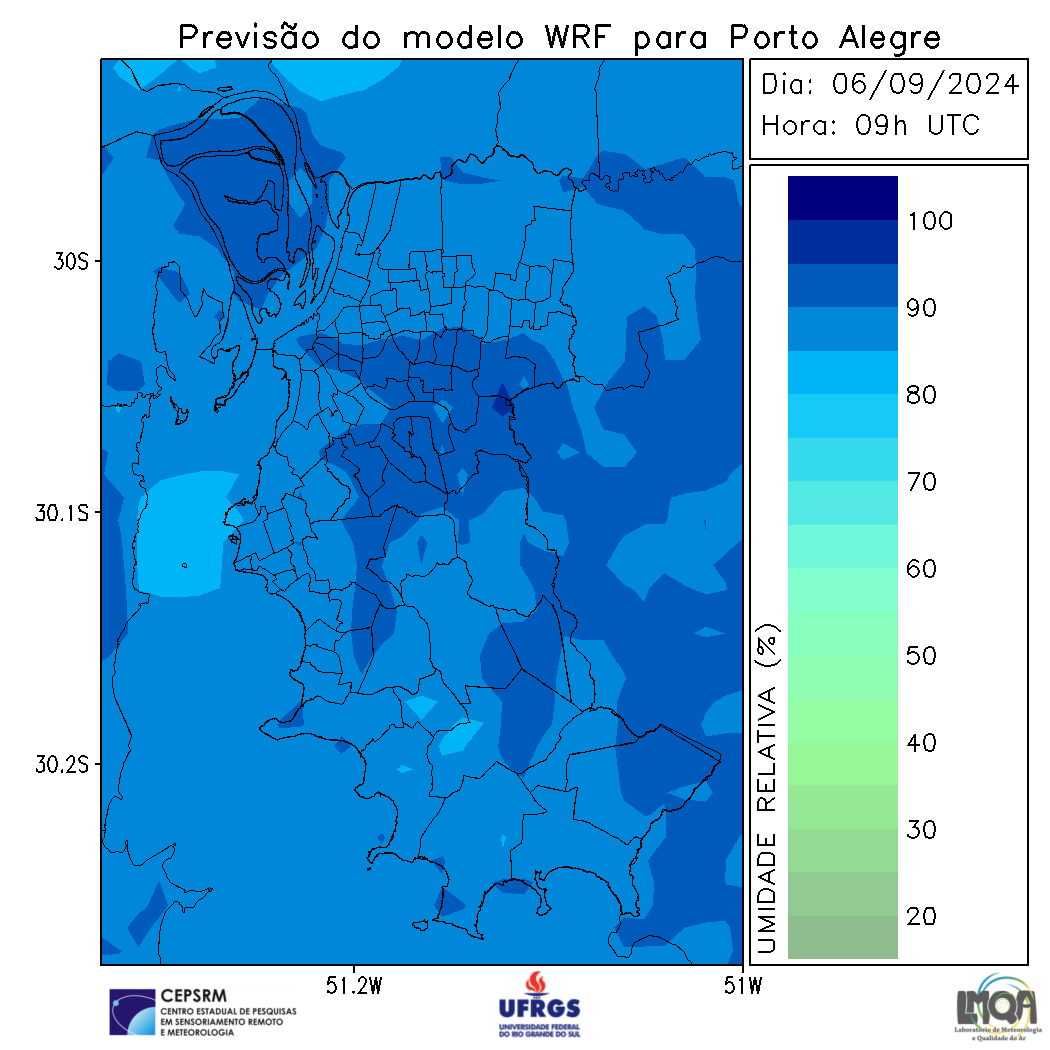 Previsão do modelo WRF para Porto Alegre
Dia: 06/09/2024
Hora: 09h UTC
100
90
80
70
60
50
40
30
20
UMIDADE RELATIVA (%)
30S
30.1S
30.2S
51.2W
51W
CEPSRM
CENTRO ESTADUAL DE PESQUISAS
EM SENSORIAMENTO REMOTO
E METEOROLOGIA
UFRGS
UNIVERSIDADE FEDERAL
DO RIO GRANDE DO SUL
LMQA
Laboratório de Meteorologia
e Qualidade do Ar